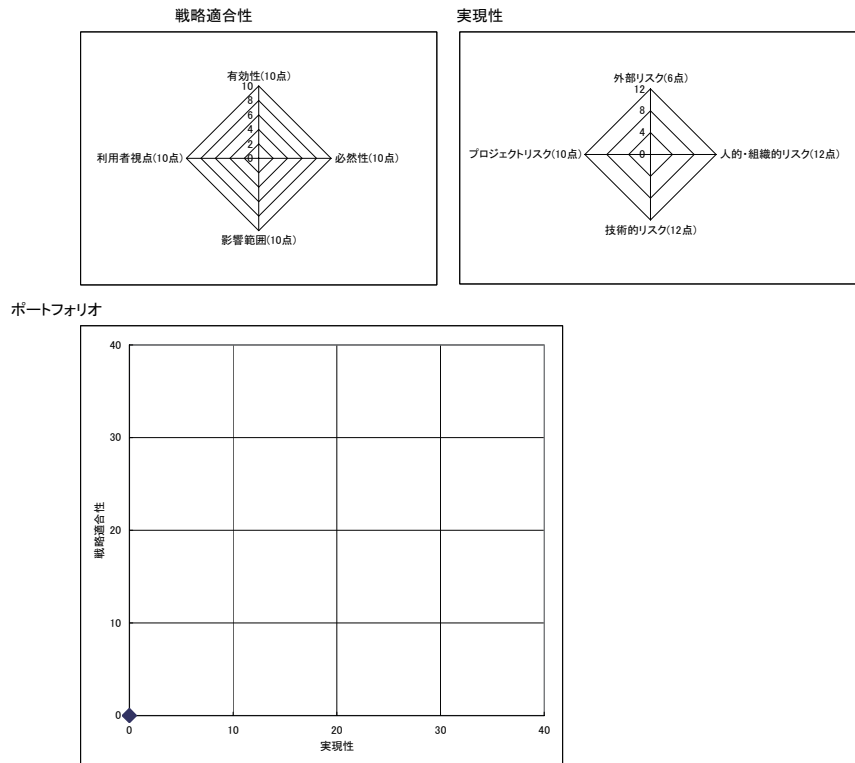 戦略適合性
実現性
有効性(10点)
10
8
6
4
2
0
利用者視点(10点)
必然性(10点)
影響範囲(10点)
外部リスク(6点)
12
8
4
0
プロジェクトリスク(10点)
人的・組織的リスク(12点)
技術的リスク(12点)
ポートフォリオ
40
30
20
10
0
戦略適合性
0 10 20 30 40
実現性